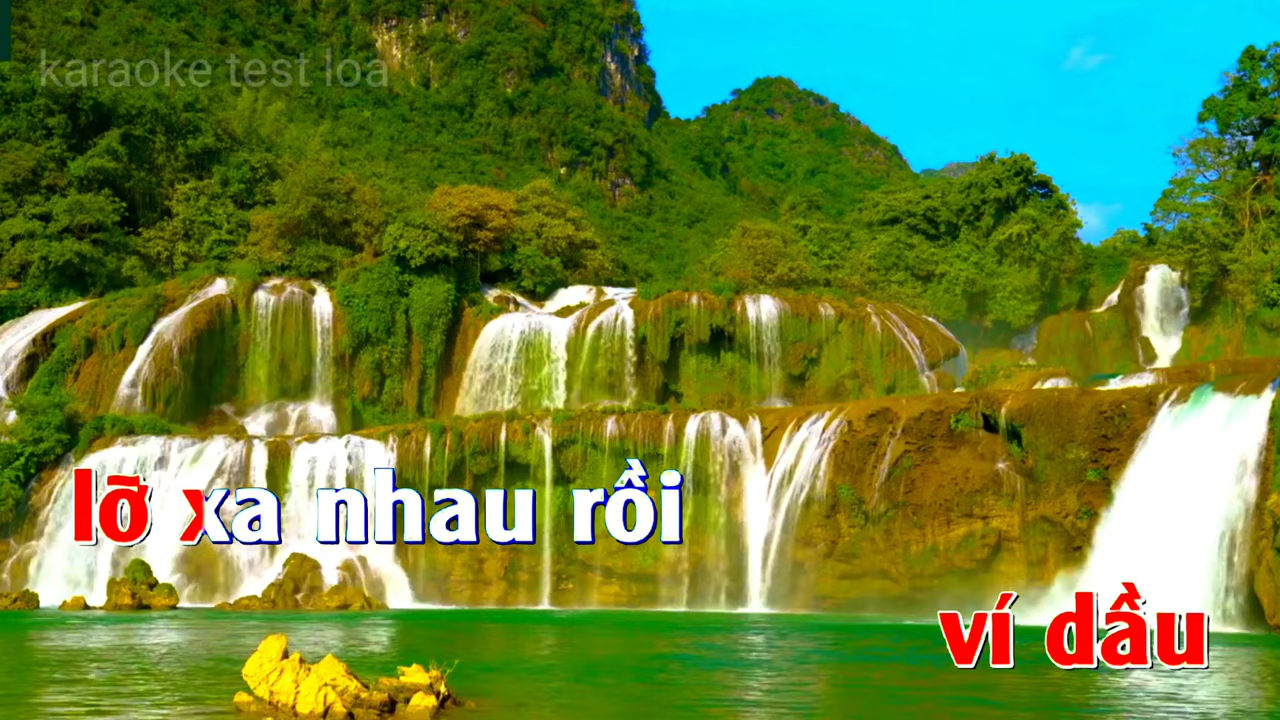 karaoke test loa
lỡ xa nhau rồi
ví dầu